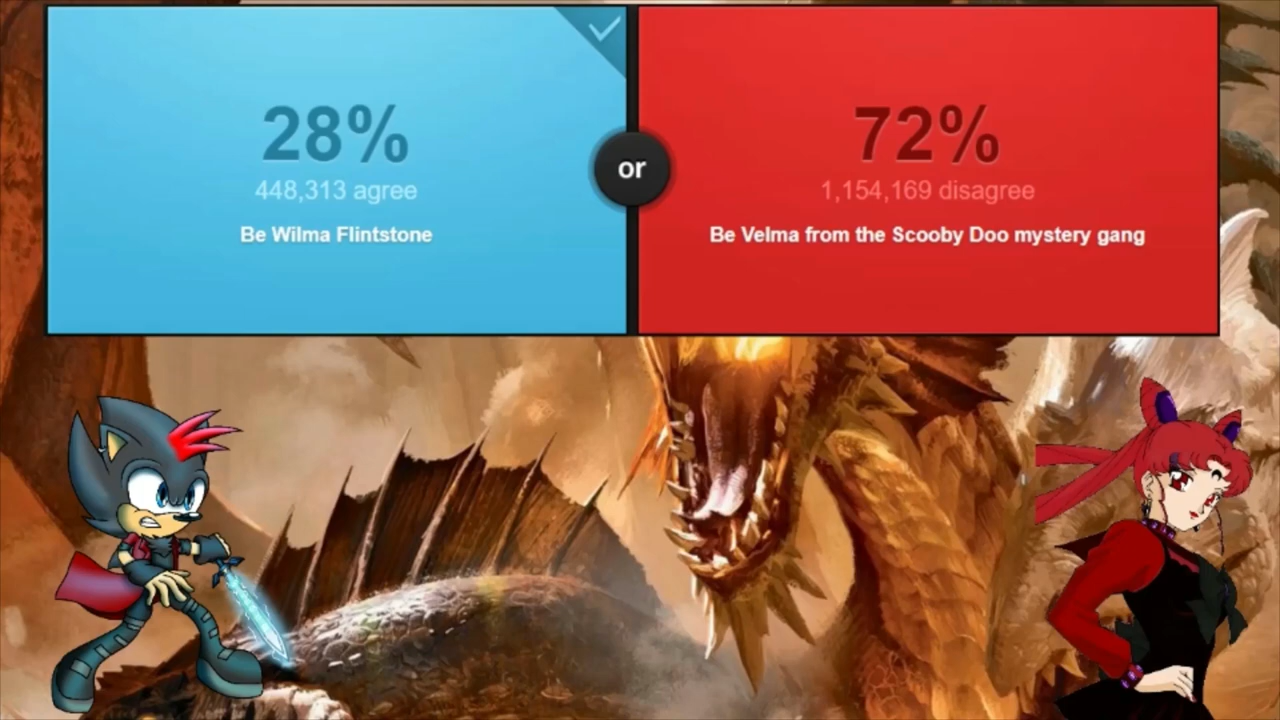 28%
448,313 agree
Be Wilma Flintstone
or
72%
1,154,169 disagree
Be Velma from the Scooby Doo mystery gang